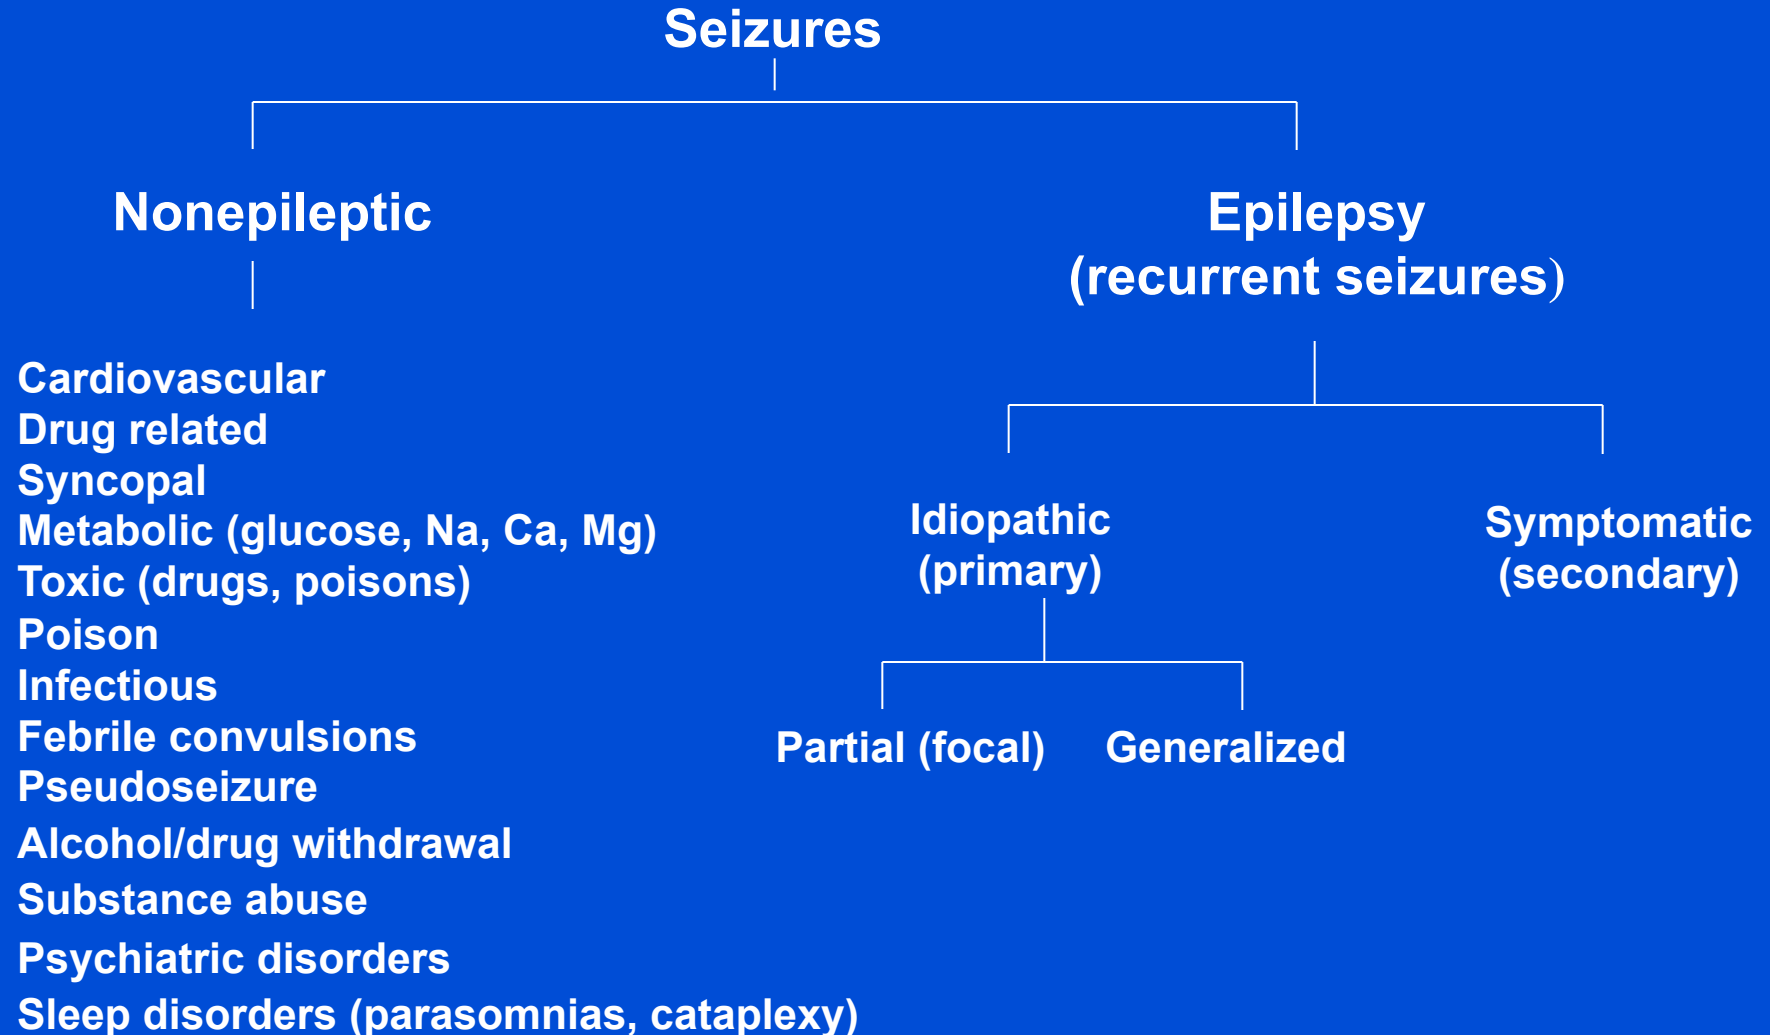 Seizures
Nonepileptic
Epilepsy
(recurrent seizures)
Cardiovascular
Drug related
Syncopal
Metabolic (glucose, Na, Ca, Mg)
Toxic (drugs, poisons)
Poison
Infectious
Febrile convulsions
Pseudoseizure
Alcohol/drug withdrawal
Substance abuse
Psychiatric disorders
Sleep disorders (parasomnias, cataplexy)
Idiopathic
(primary)
Symptomatic
(secondary)
Partial (focal)
Generalized